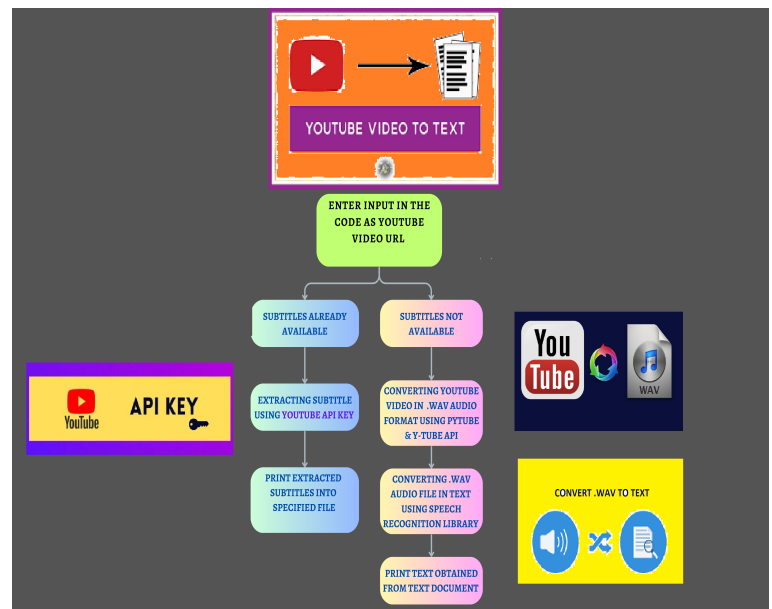 YOUTUBE VIDEO TO TEXT
ENTER INPUT IN THE
CODE AS YOUTUBE
VIDEO URL
SUBTITLES ALREADY
AVAILABLE
SUBTITLES NOT
AVAILABLE
You
Tube
WAV
YouTube
API KEY
EXTRACTING SUBTITLE
USING YOUTUBE API KEY
CONVERTING YOUTUBE
VIDEO IN .WAV AUDIO
FORMAT USING PYTUBE
& Y-TUBE API
PRINT EXTRACTED
SUBTITLES INTO
SPECIFIED FILE
CONVERTING .WAV
AUDIO FILE IN TEXT
USING SPEECH
RECOGNITION LIBRARY
CONVERT .WAV TO TEXT
PRINT TEXT OBTAINED
FROM TEXT DOCUMENT